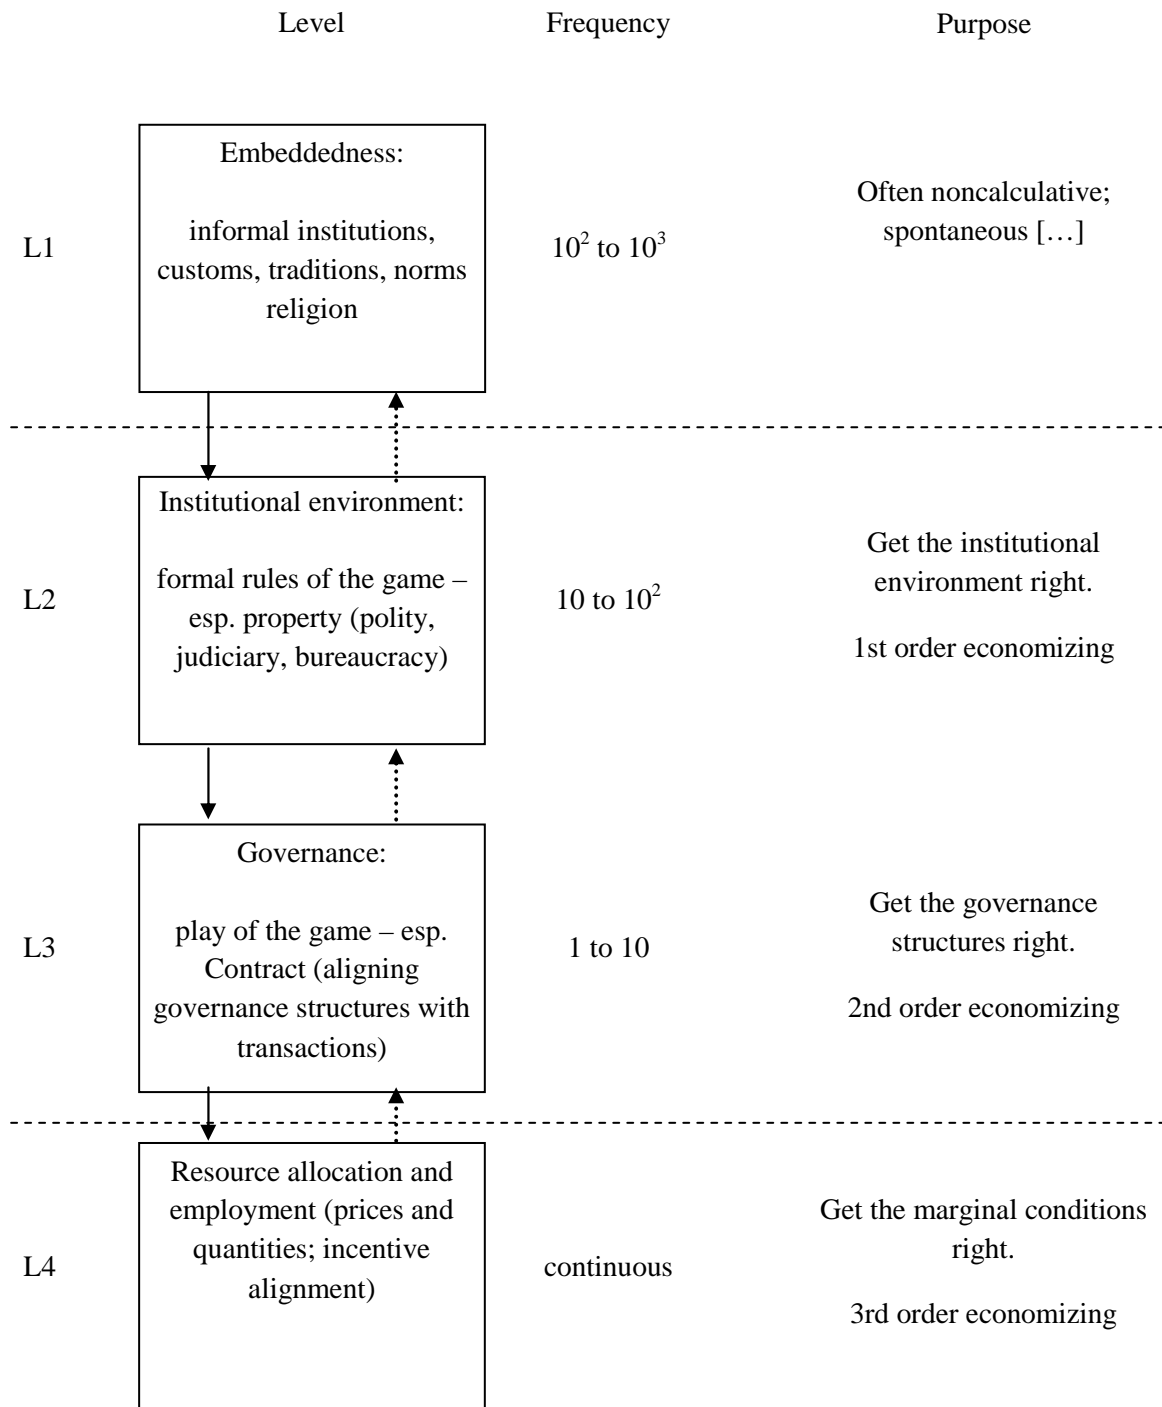 Level Frequency Purpose
Embeddedness:
informal institutions,
customs, traditions, norms
religion
L1
10² to 10³
Often noncalculative;
spontaneous […]
Institutional environment:
formal rules of the game –
esp. property (polity,
judiciary, bureaucracy)
L2
10 to 10²
Get the institutional
environment right.
1st order economizing
Governance:
play of the game – esp.
Contract (aligning
governance structures with
transactions)
L3
1 to 10
Get the governance
structures right.
2nd order economizing
Resource allocation and
employment (prices and
quantities; incentive
alignment)
L4
continuous
Get the marginal conditions
right.
3rd order economizing